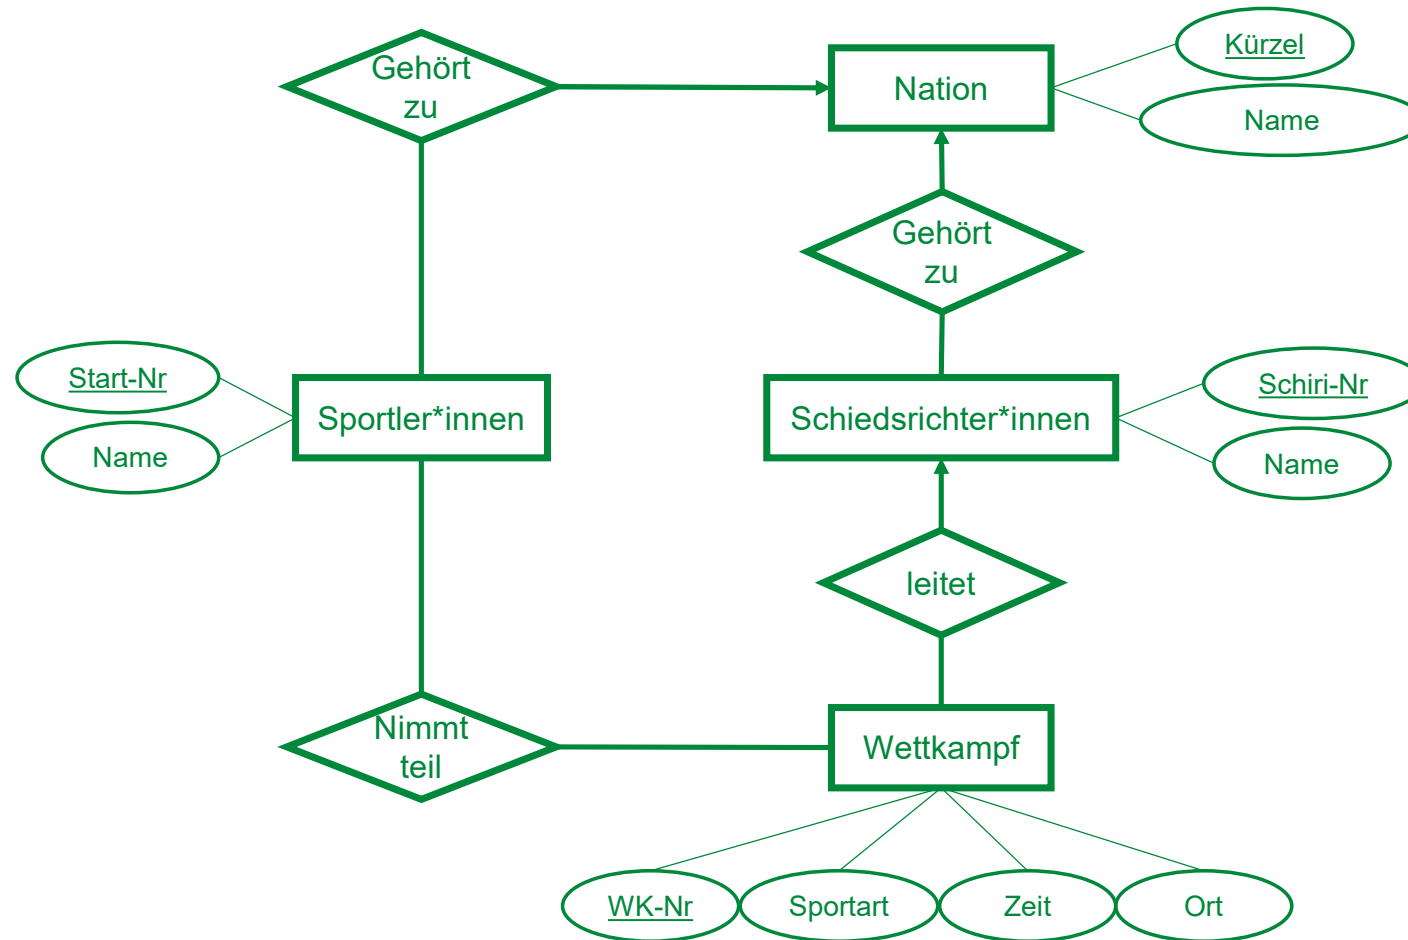 Kürzel
Gehört
zu
Nation
Name
Gehört
zu
Start-Nr
Name
Sportler*innen
Schiedsrichter*innen
Schiri-Nr
Name
leitet
Nimmt
teil
Wettkampf
WK-Nr
Sportart
Zeit
Ort